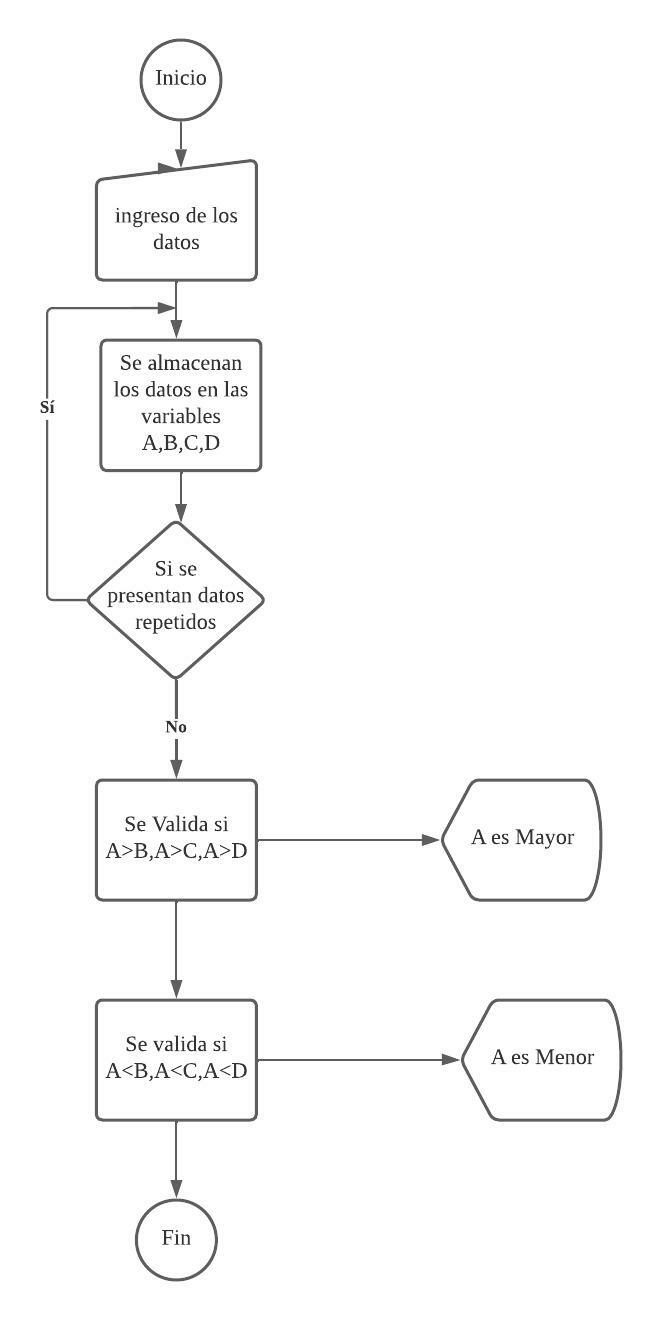 Inicio
ingreso de los
datos
Se almacenan
los datos en las
variables
A,B,C,D
Sí
Si se
presentan datos
repetidos
No
Se Valida si
A>B,A>C,A>D
A es Mayor
Se valida si
A<B,A<C,A<D
A es Menor
Fin